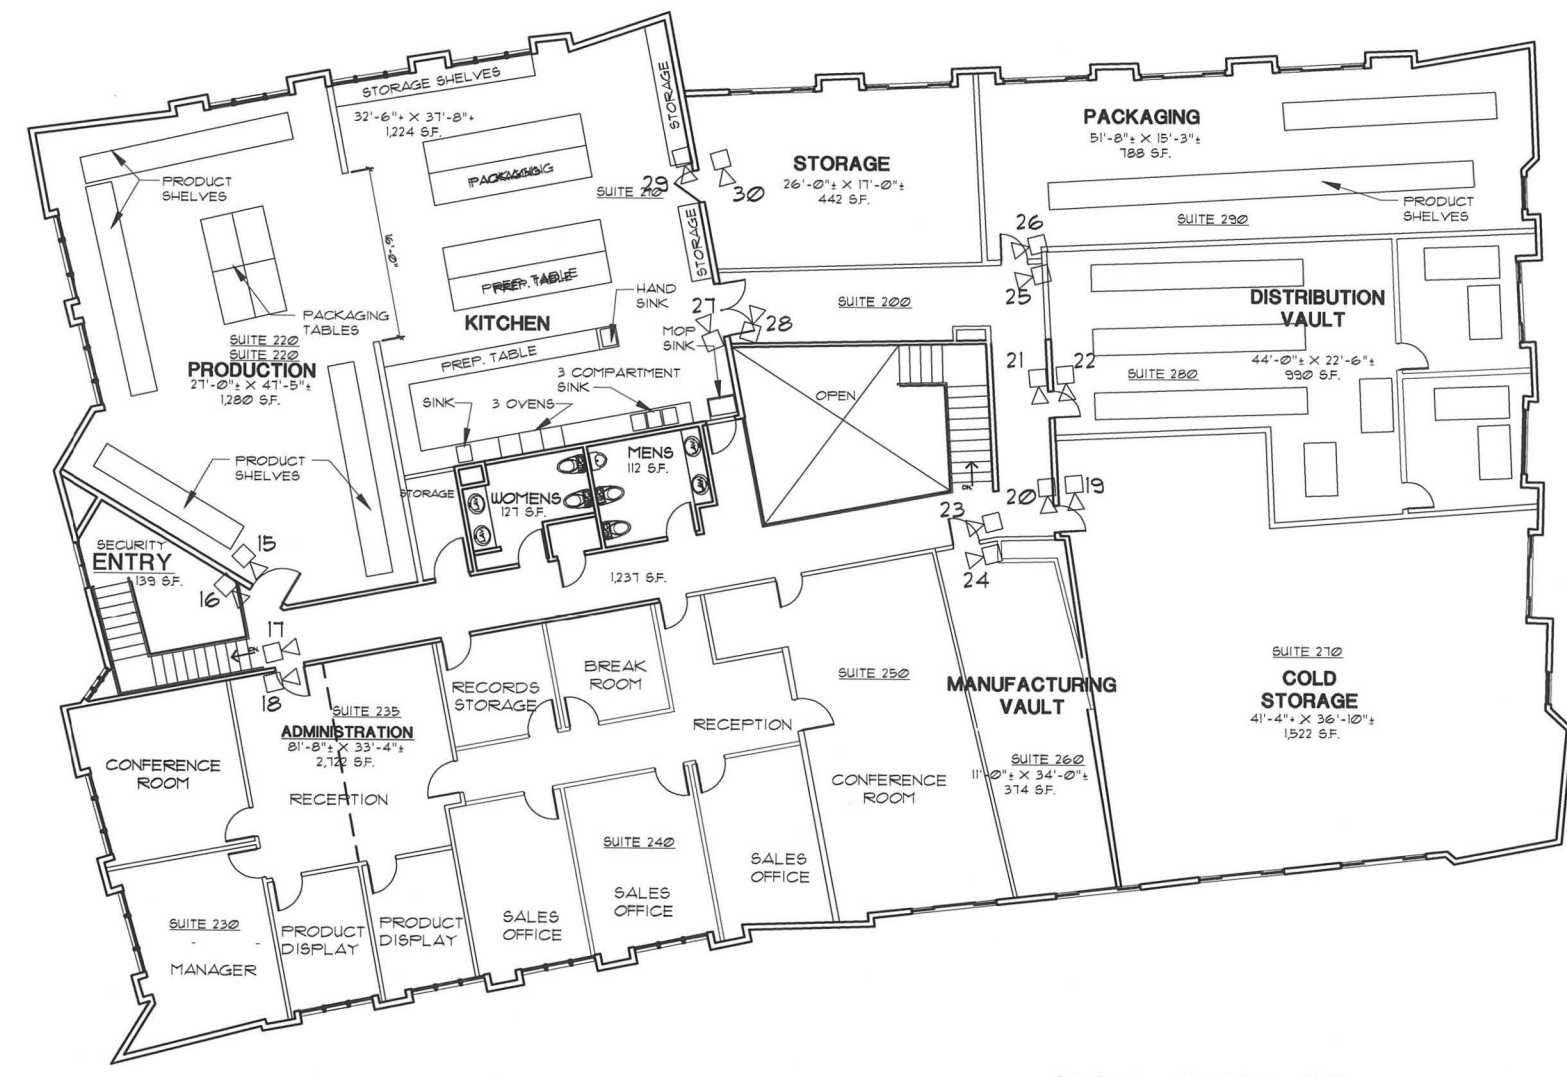 STORAGE SHELVES
32'-6"± X 37'-8"±
1,224 S.F.
STORAGE
PACKAGING
SUITE 210
29
30
STORAGE
16'-0"
PREP. TABLE
HAND
SINK
KITCHEN
27
28
MOP
SINK
PREP. TABLE
3 COMPARTMENT
SINK
SINK
3 OVENS
PRODUCT
SHELVES
PACKAGING
TABLES
SUITE 220
SUITE 220
PRODUCTION
27'-0"± X 47'-5"±
1,280 S.F.
PRODUCT
SHELVES
STORAGE
26'-0"± X 17'-0"±
442 S.F.
PACKAGING
51'-8"± X 15'-3"±
788 S.F.
PRODUCT
SHELVES
SUITE 290
26
25
SUITE 200
DISTRIBUTION
VAULT
44'-0"± X 22'-6"±
990 S.F.
SUITE 280
21
22
OPEN
DN.
20
19
23
24
STORAGE
WOMENS
127 S.F.
MENS
112 S.F.
1,237 S.F.
SECURITY
ENTRY
139 S.F.
15
16
17
DN.
18
SUITE 235
ADMINISTRATION
81'-8"± X 33'-4"±
2,722 S.F.
RECEPTION
CONFERENCE
ROOM
SUITE 230
MANAGER
PRODUCT
DISPLAY
PRODUCT
DISPLAY
RECORDS
STORAGE
BREAK
ROOM
RECEPTION
SALES
OFFICE
SUITE 240
SALES
OFFICE
SALES
OFFICE
SUITE 250
CONFERENCE
ROOM
MANUFACTURING
VAULT
SUITE 260
11'-0"± X 34'-0"±
374 S.F.
SUITE 270
COLD
STORAGE
41'-4"± X 36'-10"±
1,522 S.F.